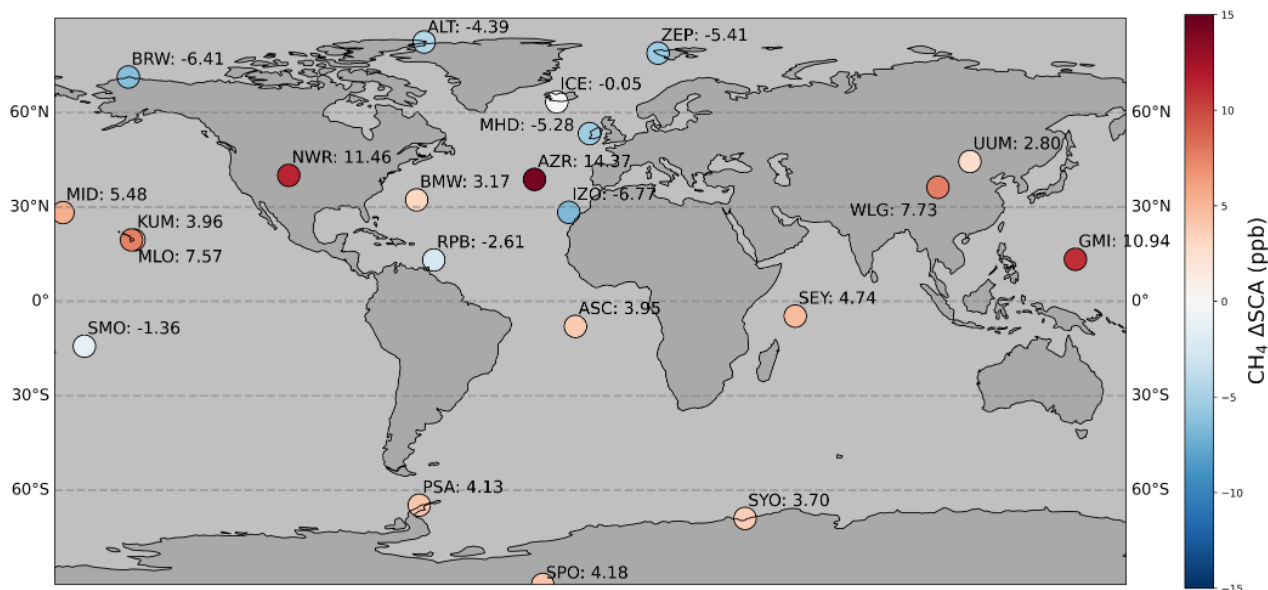 ALT: -4.39
ZEP: -5.41
BRW: -6.41
ICE: -0.05
60°N
60°N
MHD: -5.28
UUM: 2.80
NWR: 11.46
AZR: 14.37
BMW: 3.17
IZO: -6.77
MID: 5.48
WLG: 7.73
30°N
30°N
KUM: 3.96
MLO: 7.57
RPB: -2.61
GMI: 10.94
0°
0°
SEY: 4.74
ASC: 3.95
SMO: -1.36
30°S
30°S
PSA: 4.13
60°S
60°S
SYO: 3.70
SPO: 4.18
15
10
5
0
−5
−10
−15
CH₄ ΔSCA (ppb)